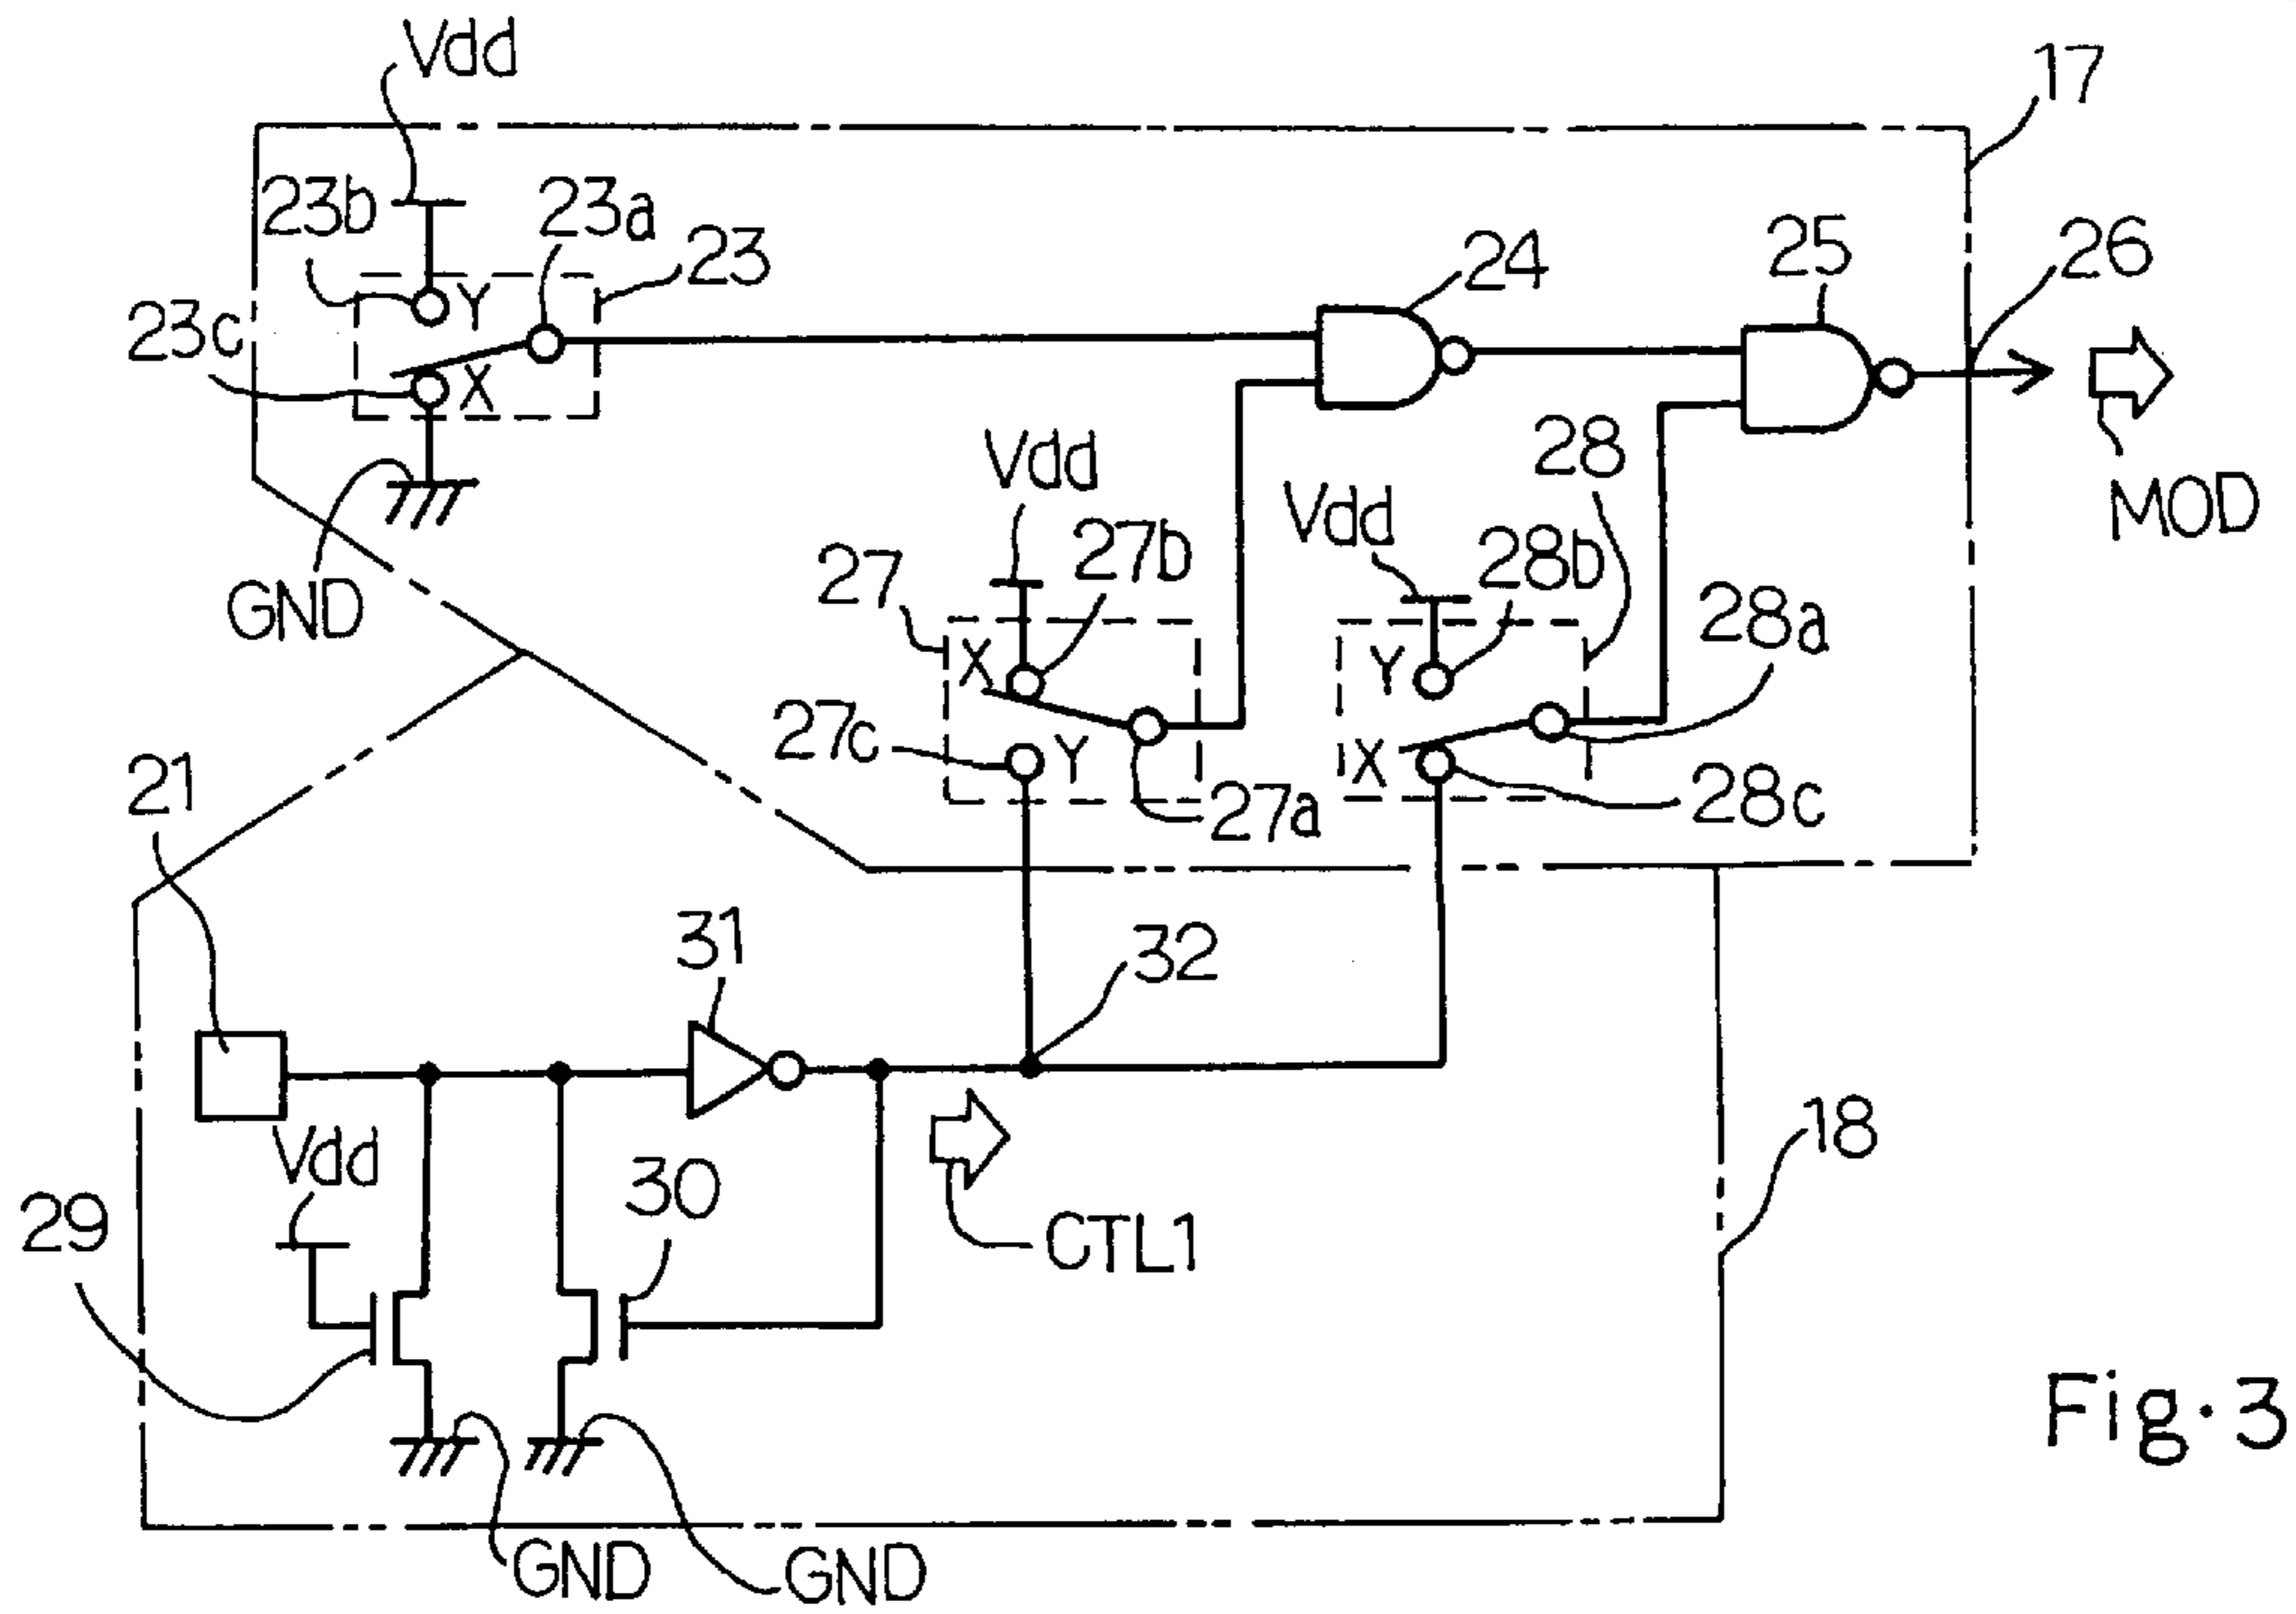 Vdd
17
23b
23a
23
24
25
26
Y
23c
X
28
Vdd
MOD
Vdd
27b
28b
27
GND
28a
X
Y
27c
Y
X
21
27a
28c
31
32
18
Vdd
30
29
CTL1
GND
GND
Fig. 3